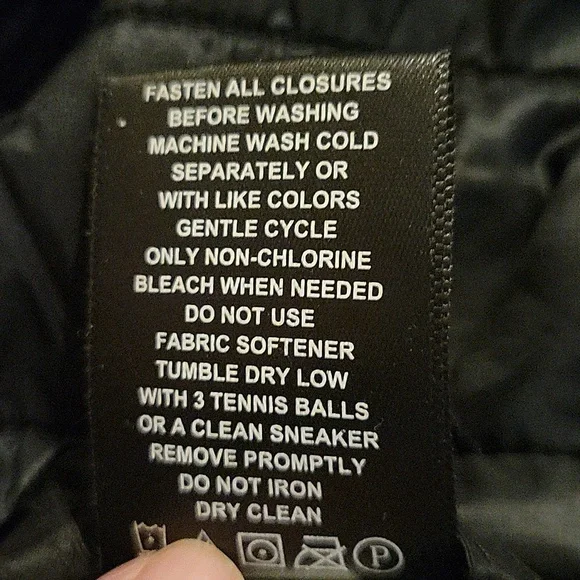 FASTEN ALL CLOSURES
BEFORE WASHING
MACHINE WASH COLD
SEPARATELY OR
WITH LIKE COLORS
GENTLE CYCLE
ONLY NON-CHLORINE
BLEACH WHEN NEEDED
DO NOT USE
FABRIC SOFTENER
TUMBLE DRY LOW
WITH 3 TENNIS BALLS
OR A CLEAN SNEAKER
REMOVE PROMPTLY
DO NOT IRON
DRY CLEAN
P